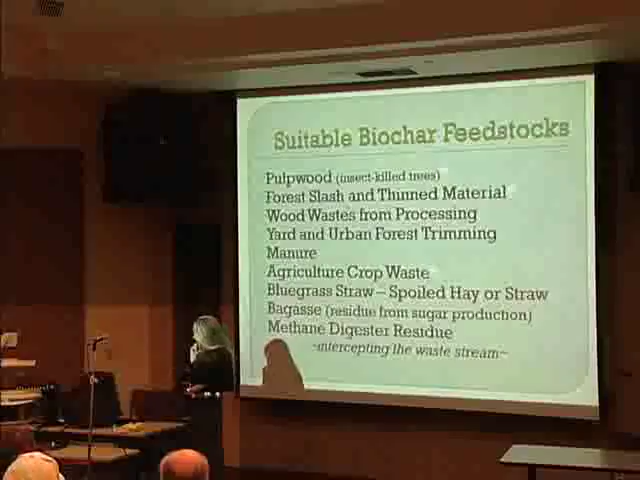 Suitable Biochar Feedstocks
Pulpwood (insect-killed trees)
Forest Slash and Thinned Material
Wood Wastes from Processing
Yard and Urban Forest Trimming
Manure
Agriculture Crop Waste
Bluegrass Straw – Spoiled Hay or Straw
Bagasse (residue from sugar production)
Methane Digester Residue
~intercepting the waste stream~